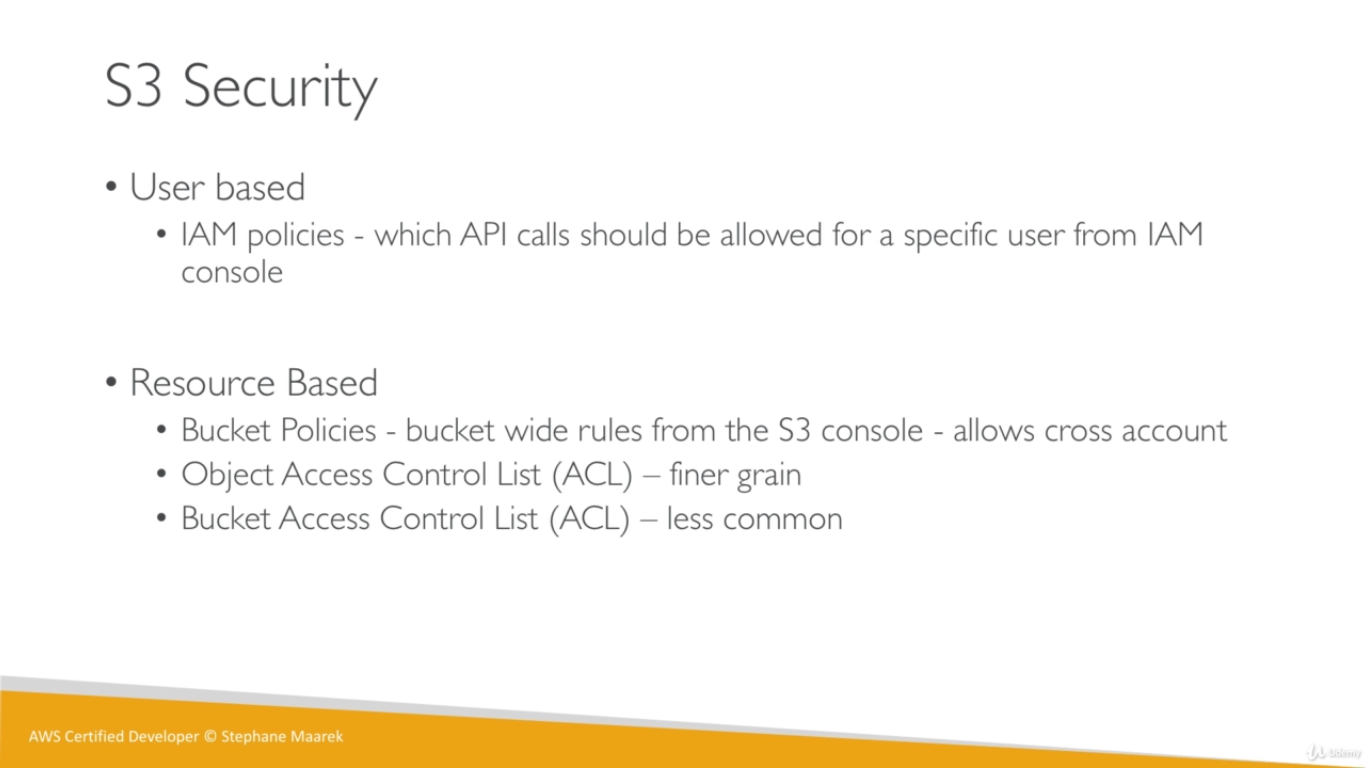 S3 Security
• User based
• IAM policies - which API calls should be allowed for a specific user from IAM
console
• Resource Based
• Bucket Policies - bucket wide rules from the S3 console - allows cross account
• Object Access Control List (ACL) – finer grain
• Bucket Access Control List (ACL) – less common
AWS Certified Developer © Stephane Maarek
Udemy